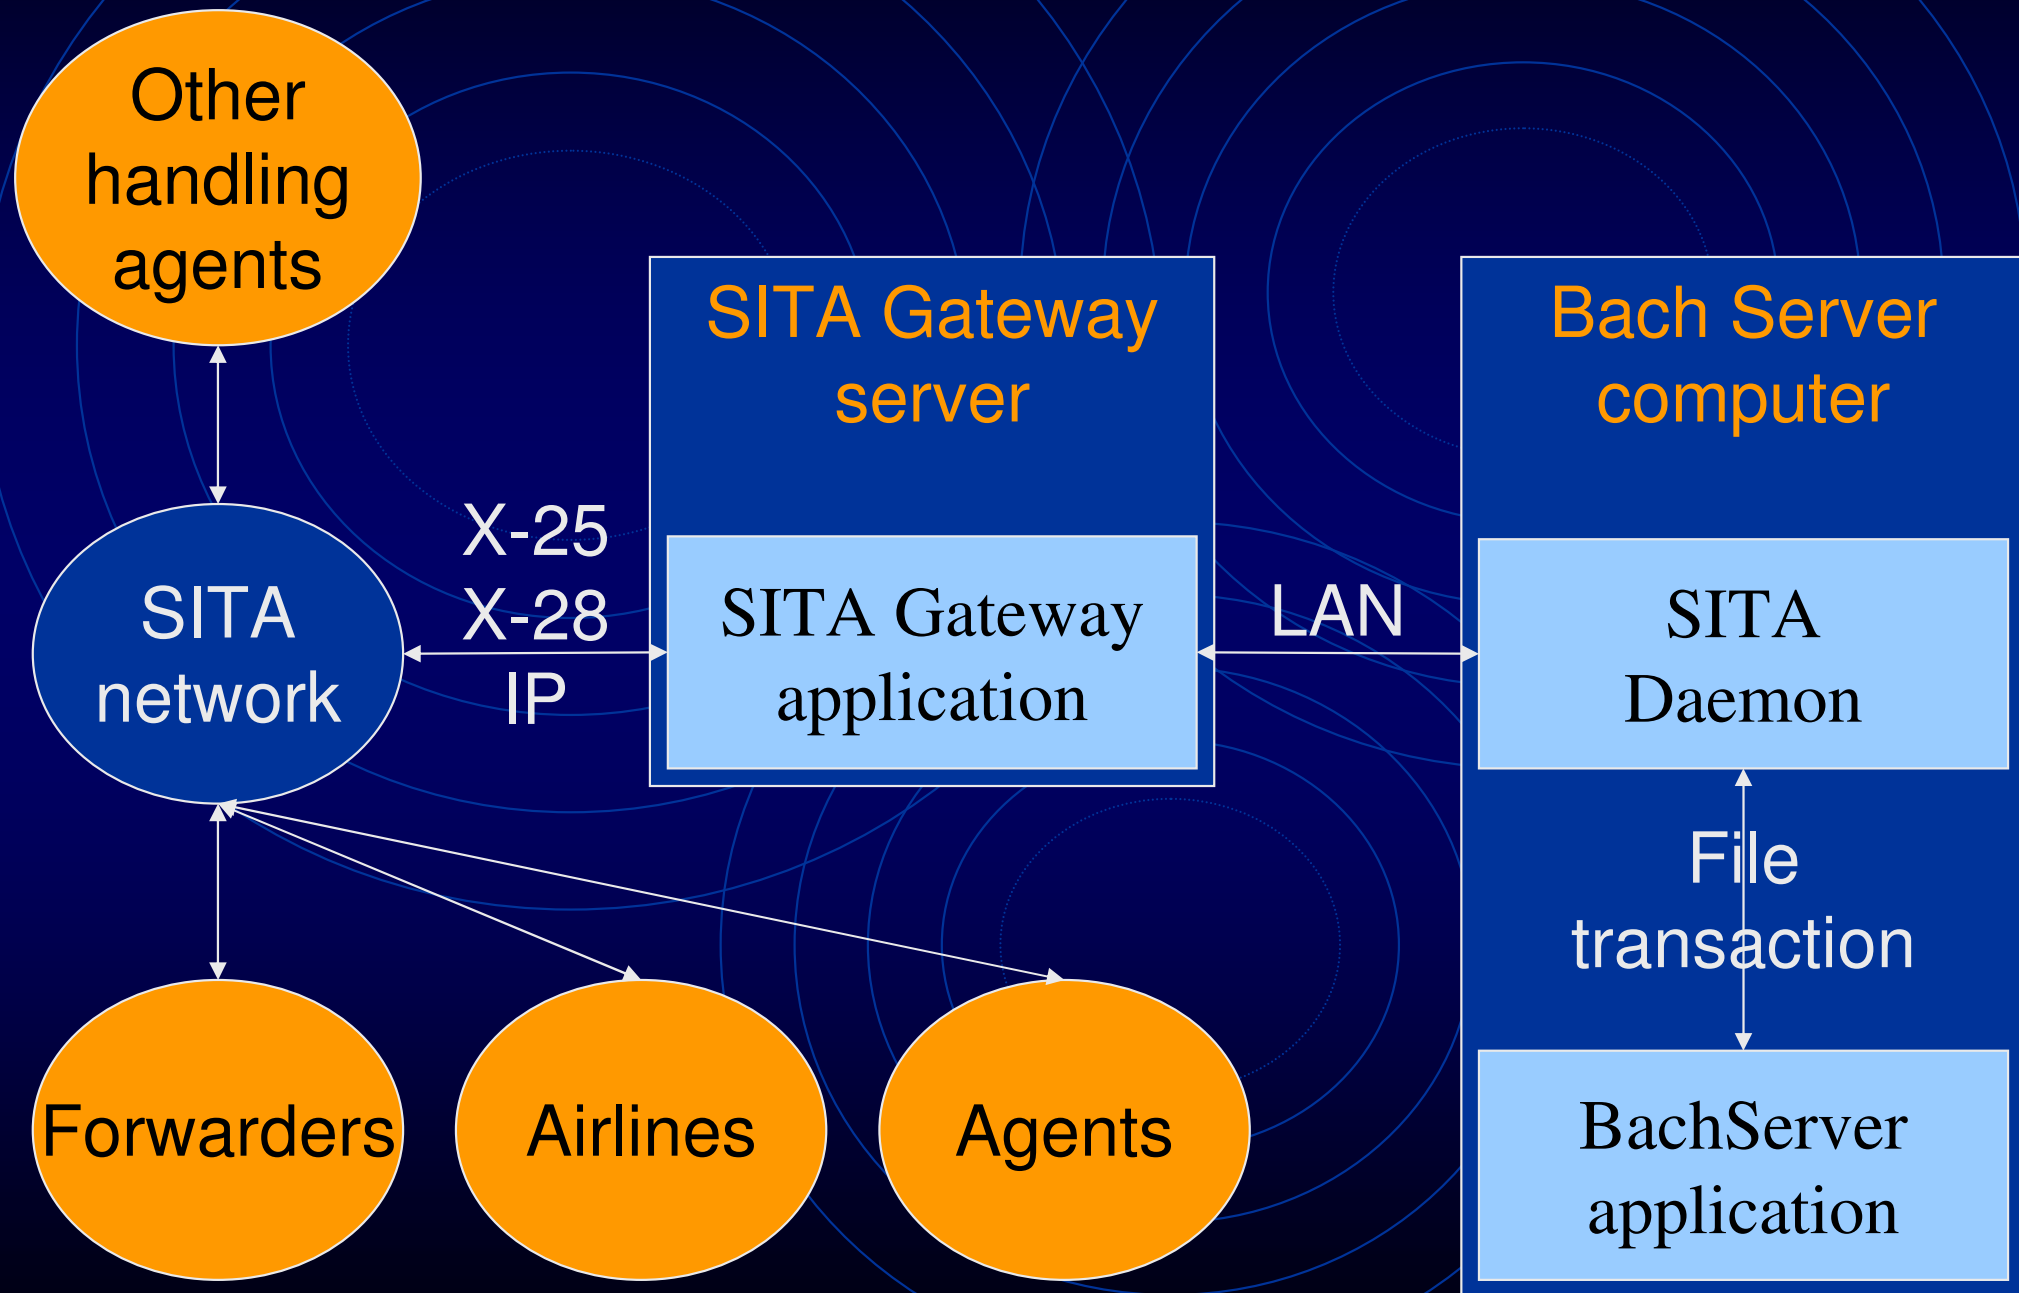 Other
handling
agents
SITA Gateway
server
Bach Server
computer
X-25
X-28
IP
SITA
network
SITA Gateway
application
LAN
SITA
Daemon
File
transaction
Forwarders
Airlines
Agents
BachServer
application